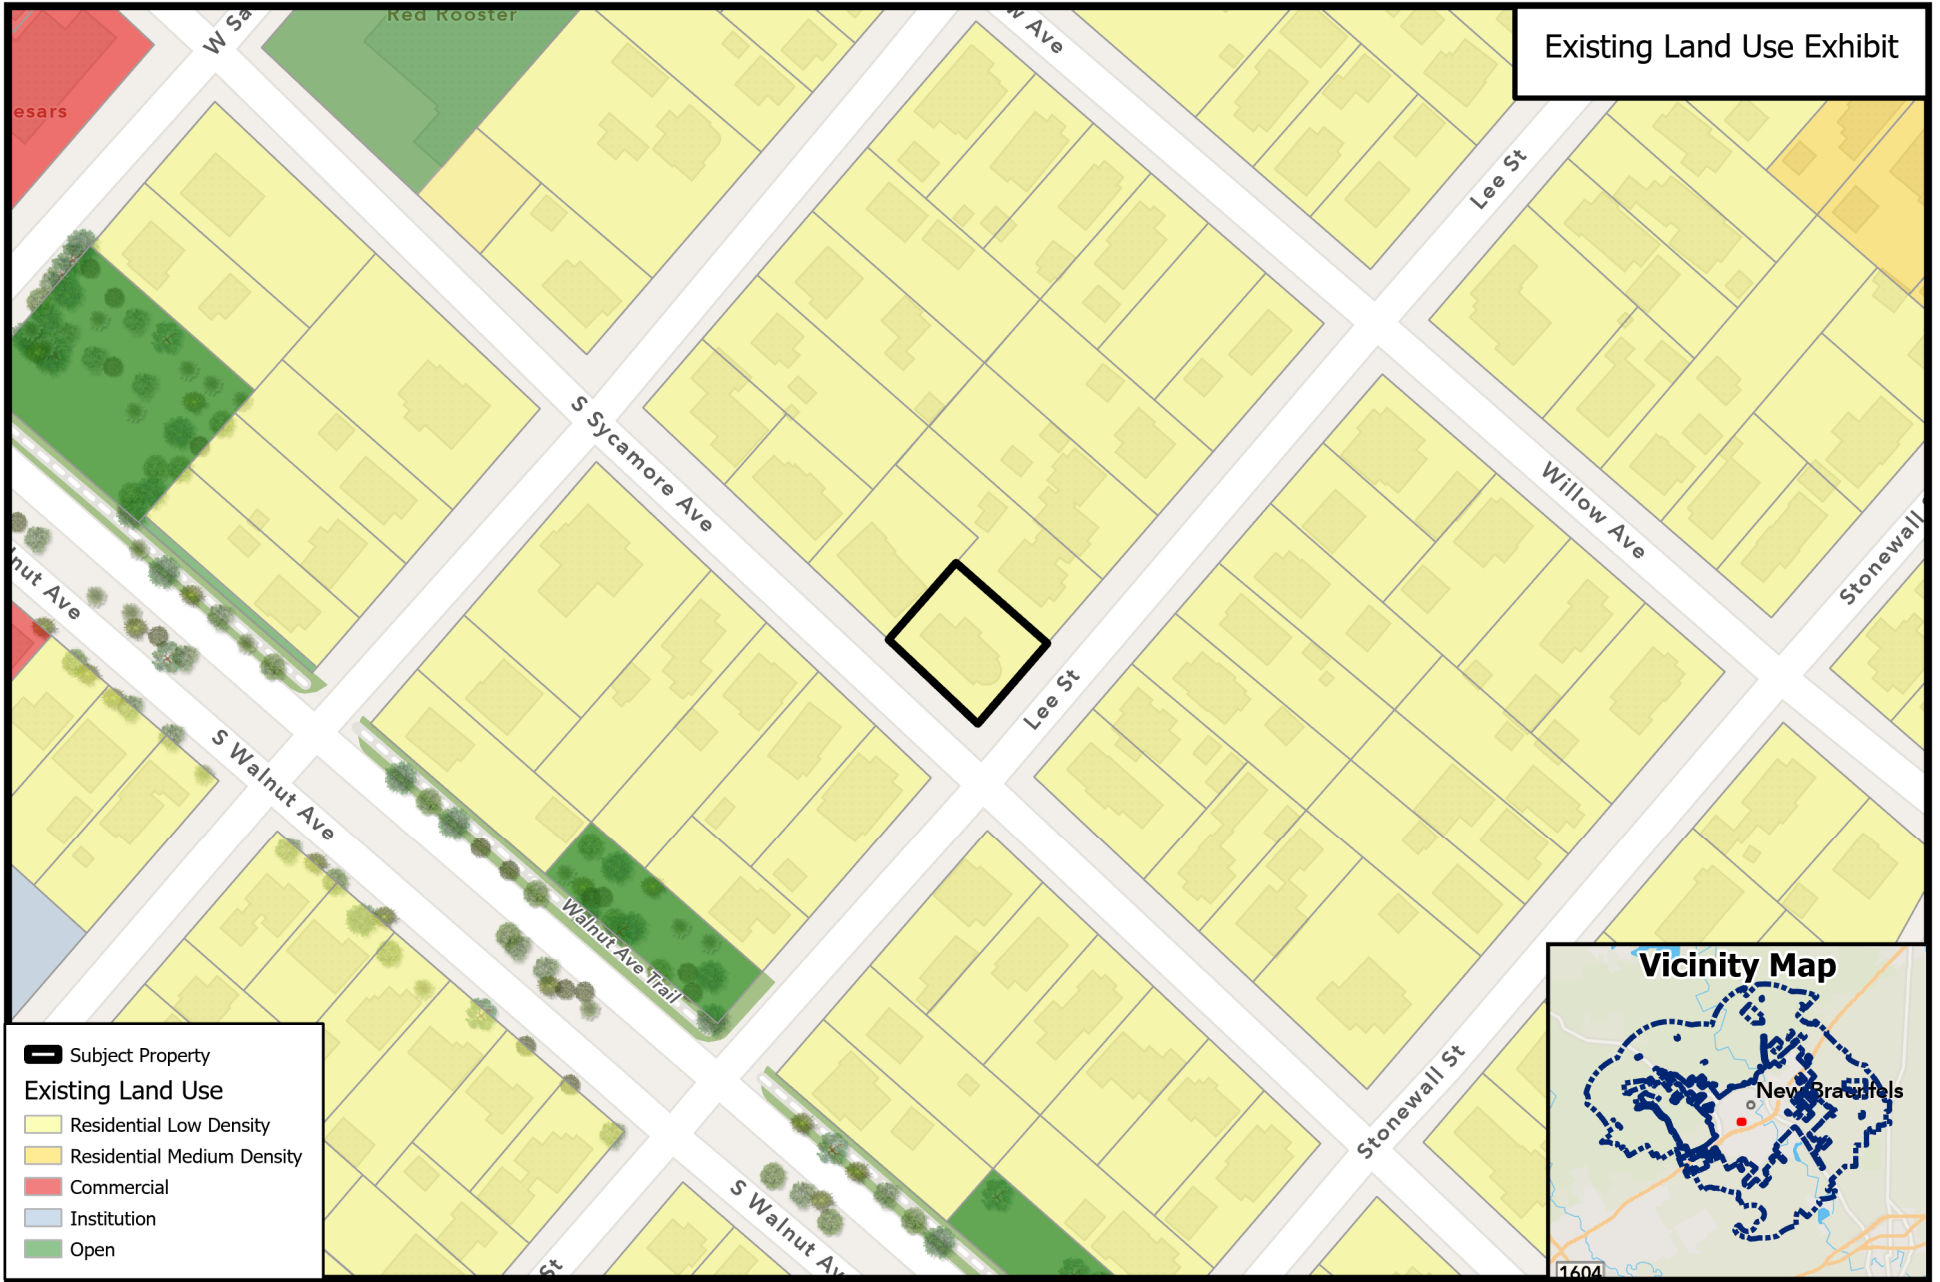 Existing Land Use Exhibit
Red Rooster
W Sa
w Ave
esars
Lee St
S Sycamore Ave
Willow Ave
Stonewall
lnut Ave
Lee St
S Walnut Ave
Walnut Ave Trail
Stonewall St
S Walnut Av
St
Subject Property
Existing Land Use
Residential Low Density
Residential Medium Density
Commercial
Institution
Open
Vicinity Map
New Braunfels
1604